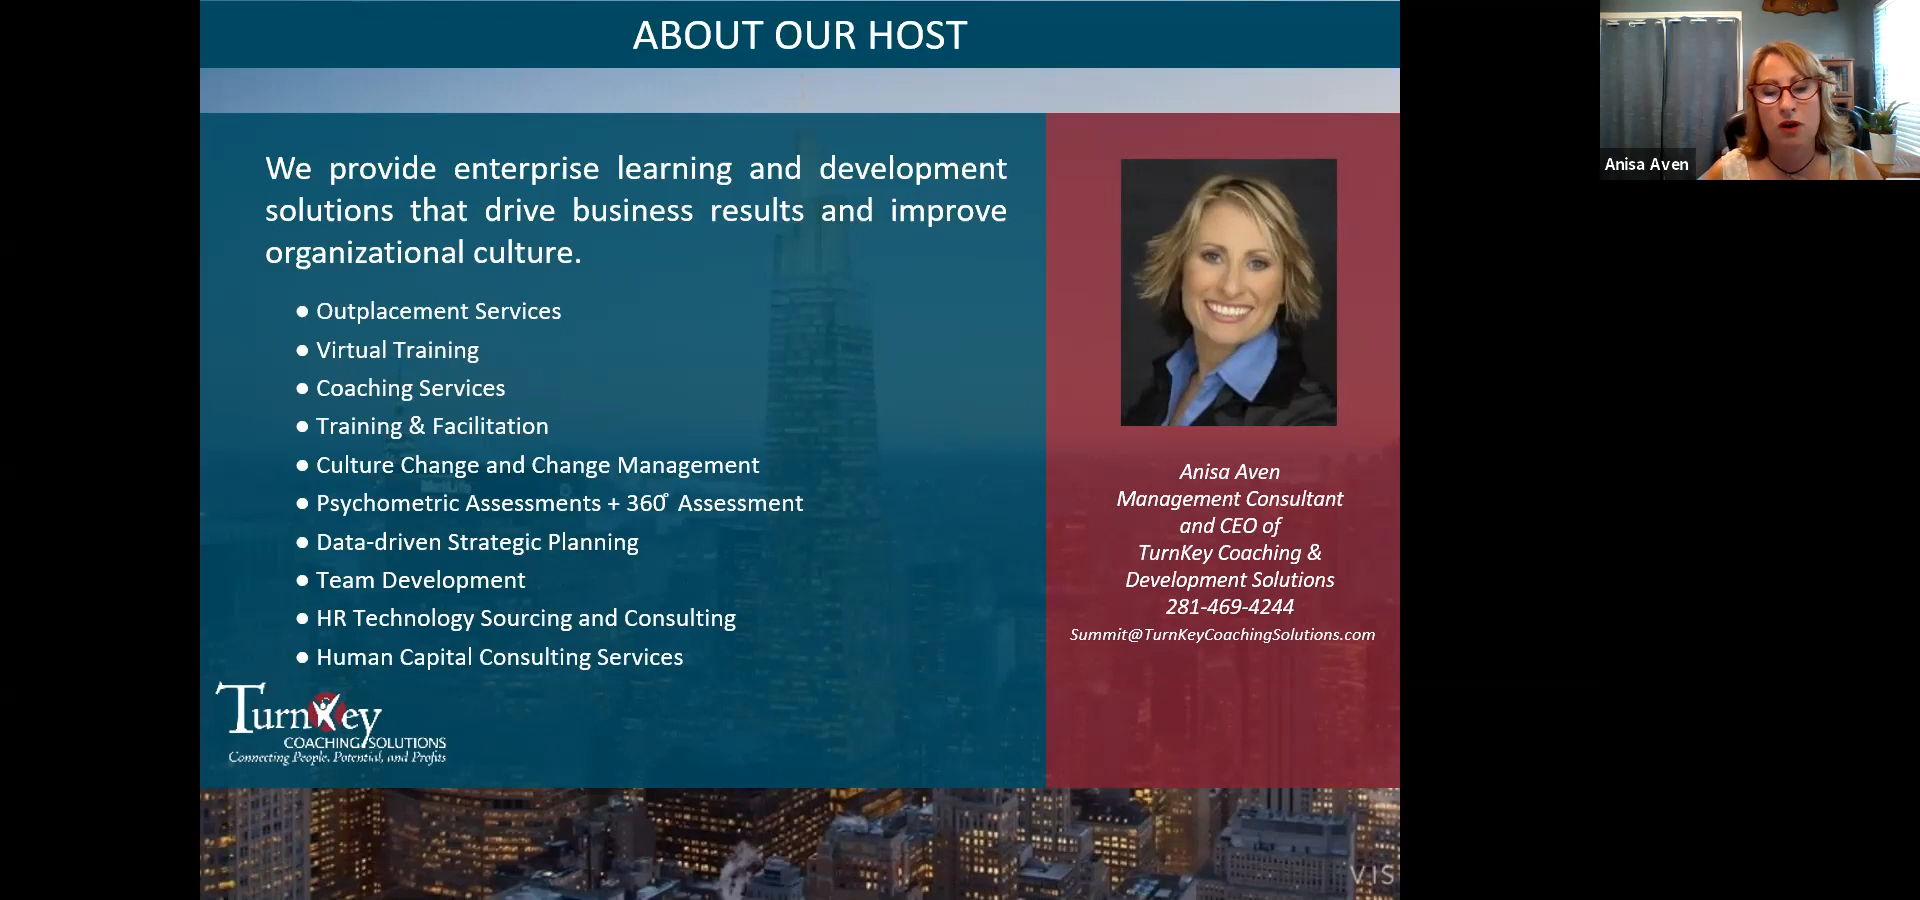 ABOUT OUR HOST
We provide enterprise learning and development
solutions that drive business results and improve
organizational culture.
● Outplacement Services
● Virtual Training
● Coaching Services
● Training & Facilitation
● Culture Change and Change Management
● Psychometric Assessments + 360° Assessment
● Data-driven Strategic Planning
● Team Development
● HR Technology Sourcing and Consulting
● Human Capital Consulting Services
TurnKey
COACHING SOLUTIONS
Connecting People, Potential, and Profits
Anisa Aven
Management Consultant
and CEO of
TurnKey Coaching &
Development Solutions
281-469-4244
Summit@TurnKeyCoachingSolutions.com
VIS
Anisa Aven